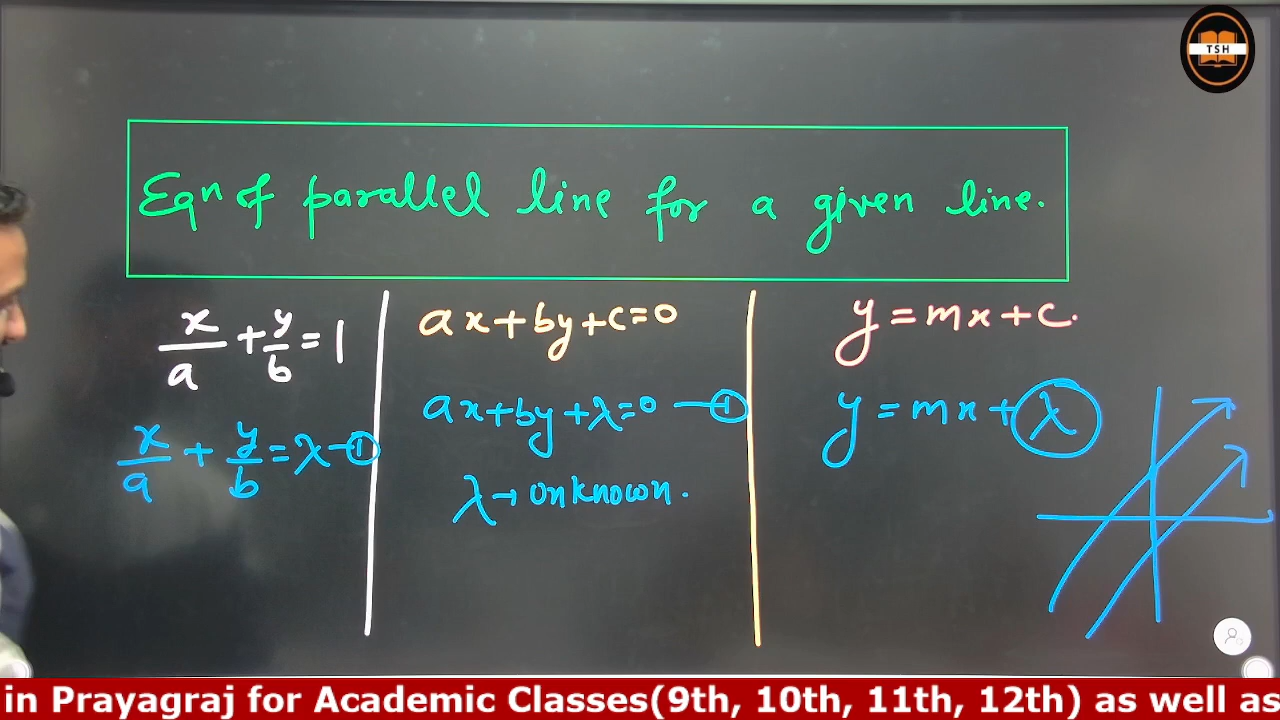 TSH
Eqⁿ of parallel line for a given line.
x/a + y/b = 1
x/a + y/b = λ — ①
ax+by+c=0
ax+by+λ=0 — ①
λ → unknown.
y = mx + c.
y = mx + λ
in Prayagraj for Academic Classes(9th, 10th, 11th, 12th) as well as